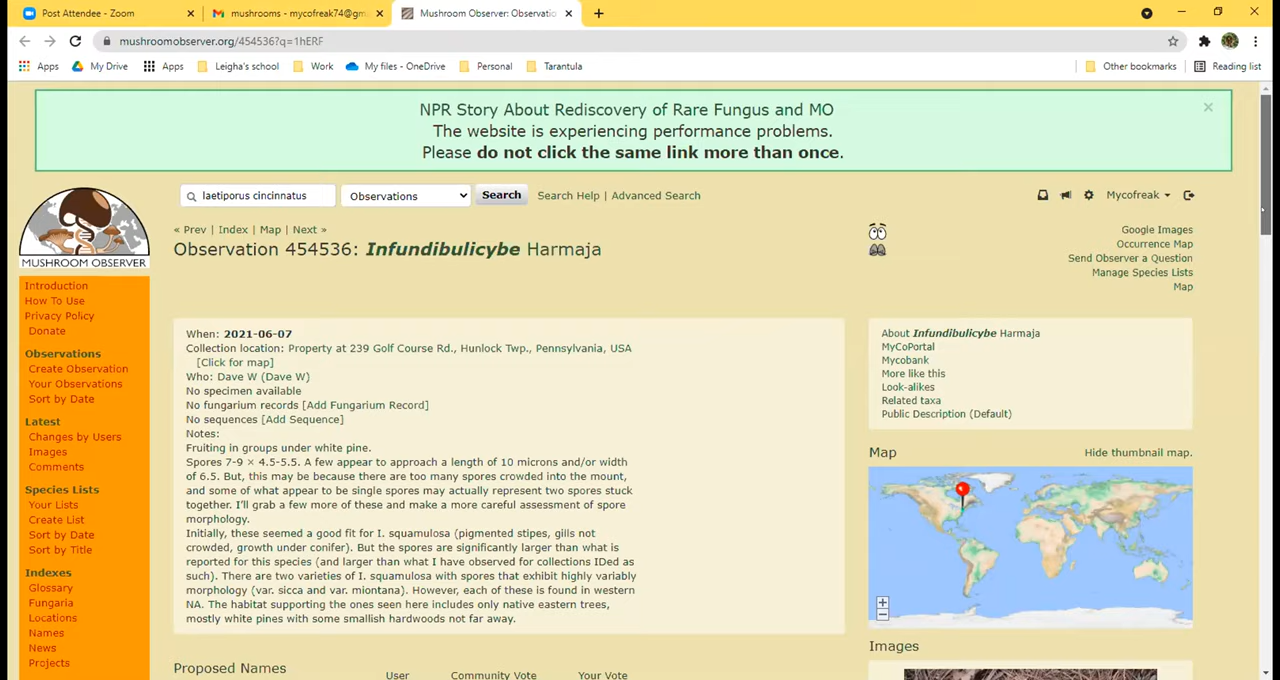 Post Attendee - Zoom
mushrooms - mycofreak74@gm
Mushroom Observer: Observatio
mushroomobserver.org/454536?q=1hERF
Apps
My Drive
Apps
Leigha's school
Work
My files - OneDrive
Personal
Tarantula
Other bookmarks
Reading list
NPR Story About Rediscovery of Rare Fungus and MO
The website is experiencing performance problems.
Please do not click the same link more than once.
laetiporus cincinnatus
Observations
Search
Search Help | Advanced Search
Mycofreak
« Prev | Index | Map | Next »
Observation 454536: Infundibulicybe Harmaja
Google Images
Occurrence Map
Send Observer a Question
Manage Species Lists
Map
MUSHROOM OBSERVER
Introduction
How To Use
Privacy Policy
Donate
Observations
Create Observation
Your Observations
Sort by Date
Latest
Changes by Users
Images
Comments
Species Lists
Your Lists
Create List
Sort by Date
Sort by Title
Indexes
Glossary
Fungaria
Locations
Names
News
Projects
When: 2021-06-07
Collection location: Property at 239 Golf Course Rd., Hunlock Twp., Pennsylvania, USA
[Click for map]
Who: Dave W (Dave W)
No specimen available
No fungarium records [Add Fungarium Record]
No sequences [Add Sequence]
Notes:
Fruiting in groups under white pine.
Spores 7-9 × 4.5-5.5. A few appear to approach a length of 10 microns and/or width
of 6.5. But, this may be because there are too many spores crowded into the mount,
and some of what appear to be single spores may actually represent two spores stuck
together. I'll grab a few more of these and make a more careful assessment of spore
morphology.
Initially, these seemed a good fit for I. squamulosa (pigmented stipes, gills not
crowded, growth under conifer). But the spores are significantly larger than what is
reported for this species (and larger than what I have observed for collections IDed as
such). There are two varieties of I. squamulosa with spores that exhibit highly variably
morphology (var. sicca and var. miontana). However, each of these is found in western
NA. The habitat supporting the ones seen here includes only native eastern trees,
mostly white pines with some smallish hardwoods not far away.
About Infundibulicybe Harmaja
MyCoPortal
Mycobank
More like this
Look-alikes
Related taxa
Public Description (Default)
Map
Hide thumbnail map.
Images
Proposed Names
User
Community Vote
Your Vote